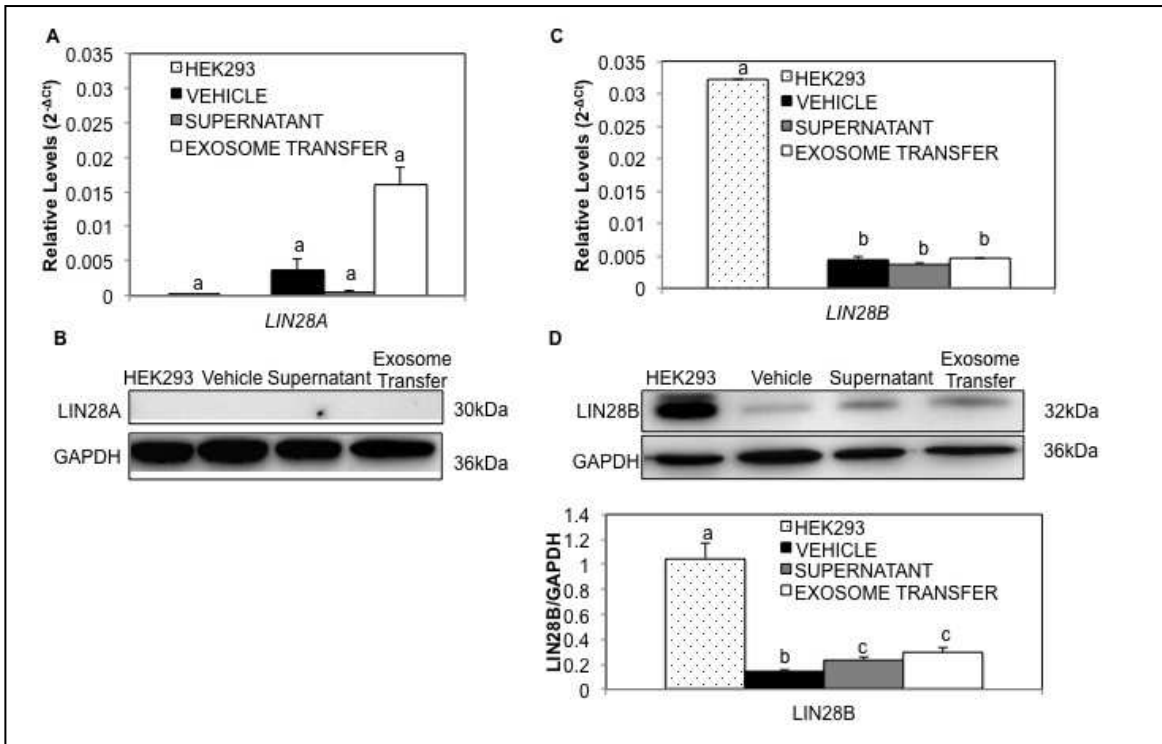 A
0.035
0.03
0.025
0.02
0.015
0.01
0.005
0
Relative Levels (2-ΔCt)
HEK293
VEHICLE
SUPERNATANT
EXOSOME TRANSFER
a
a
a
a
LIN28A
B
HEK293 Vehicle Supernatant Exosome
Transfer
LIN28A
30kDa
GAPDH
36kDa
C
0.035
0.03
0.025
0.02
0.015
0.01
0.005
0
Relative Levels (2-ΔCt)
HEK293
VEHICLE
SUPERNATANT
EXOSOME TRANSFER
a
b
b
b
LIN28B
D
HEK293 Vehicle Supernatant Exosome
Transfer
LIN28B
32kDa
GAPDH
36kDa
1.4
1.2
1
0.8
0.6
0.4
0.2
0
LIN28B/GAPDH
HEK293
VEHICLE
SUPERNATANT
EXOSOME TRANSFER
a
b
c
c
LIN28B